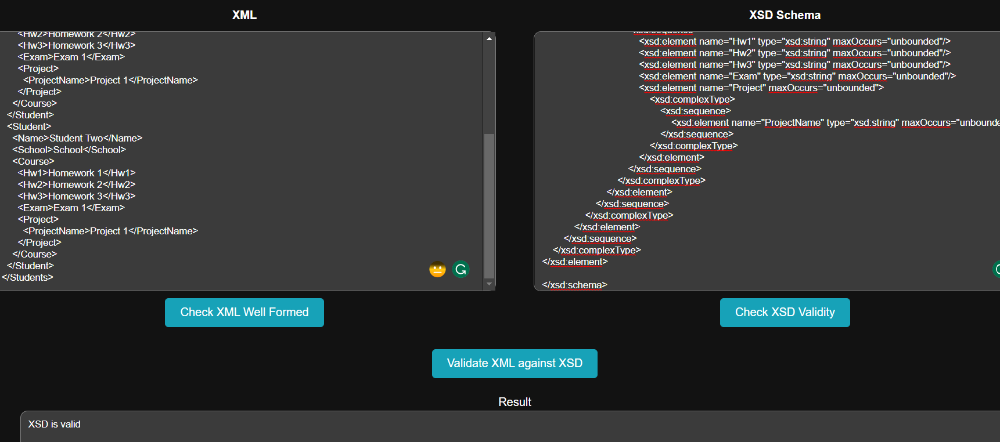 XML
<Hw2>Homework 2</Hw2>
<Hw3>Homework 3</Hw3>
<Exam>Exam 1</Exam>
<Project>
<ProjectName>Project 1</ProjectName>
</Project>
</Course>
</Student>
<Student>
<Name>Student Two</Name>
<School>School</School>
<Course>
<Hw1>Homework 1</Hw1>
<Hw2>Homework 2</Hw2>
<Hw3>Homework 3</Hw3>
<Exam>Exam 1</Exam>
<Project>
<ProjectName>Project 1</ProjectName>
</Project>
</Course>
</Student>
</Students>
Check XML Well Formed
XSD Schema
<xsd:element name="Hw1" type="xsd:string" maxOccurs="unbounded"/>
<xsd:element name="Hw2" type="xsd:string" maxOccurs="unbounded"/>
<xsd:element name="Hw3" type="xsd:string" maxOccurs="unbounded"/>
<xsd:element name="Exam" type="xsd:string" maxOccurs="unbounded"/>
<xsd:element name="Project" maxOccurs="unbounded">
<xsd:complexType>
<xsd:sequence>
<xsd:element name="ProjectName" type="xsd:string" maxOccurs="unbounde
</xsd:sequence>
</xsd:complexType>
</xsd:element>
</xsd:sequence>
</xsd:complexType>
</xsd:element>
</xsd:sequence>
</xsd:complexType>
</xsd:element>
</xsd:sequence>
</xsd:complexType>
</xsd:element>
</xsd:schema>
Check XSD Validity
Validate XML against XSD
Result
XSD is valid